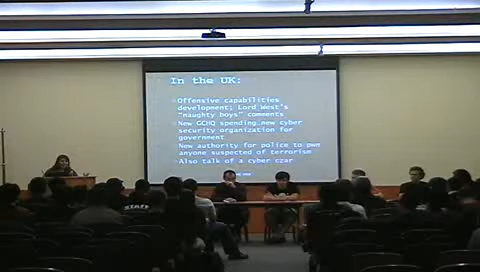 In the UK:
Offensive capabilities
development; Lord West's
"naughty boys" comments
New GCHQ spending…new cyber
security organization for
government
New authority for police to pwn
anyone suspected of terrorism
Also talk of a cyber czar
STAFF